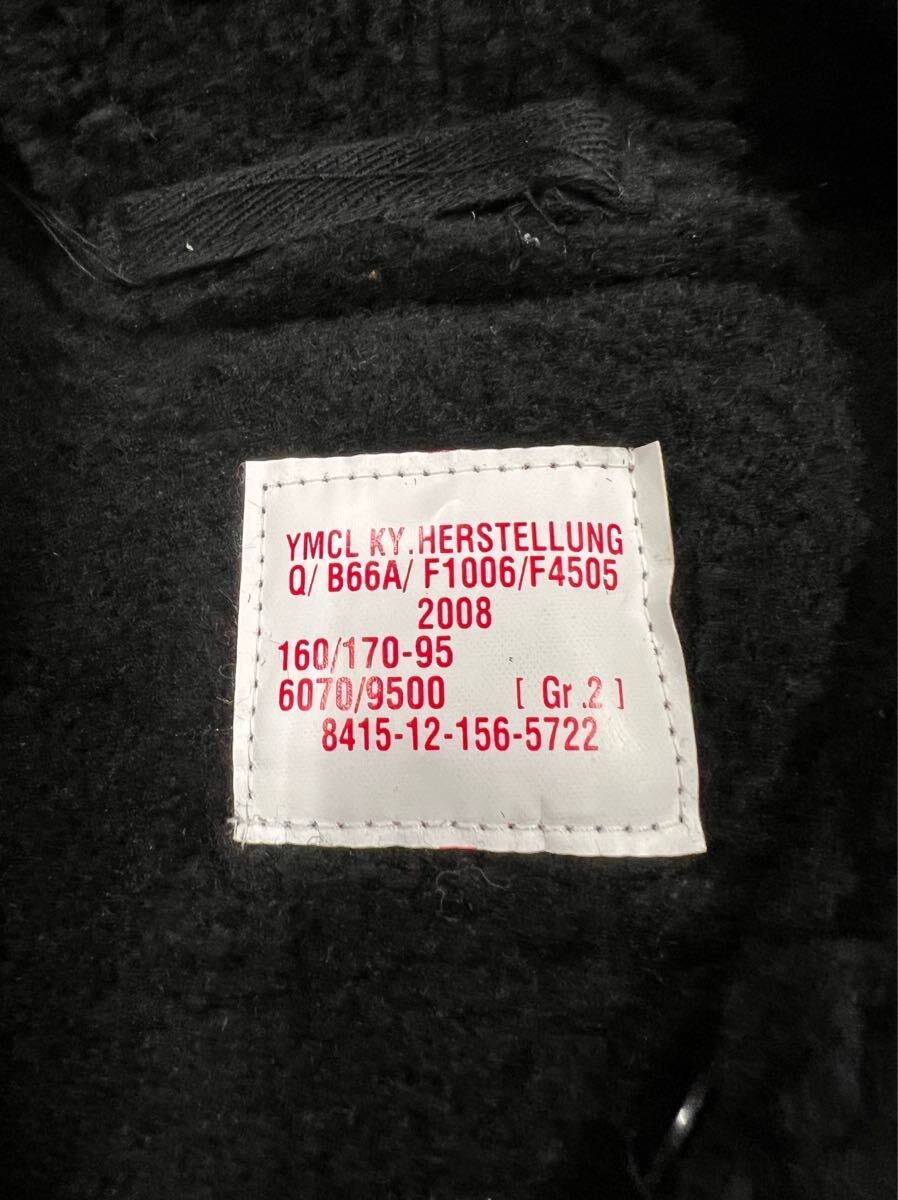 YMCL KY.HERSTELLUNG
Q/ B66A/ F1006/F4505
2008
160/170-95
6070/9500 [ Gr.2 ]
8415-12-156-5722